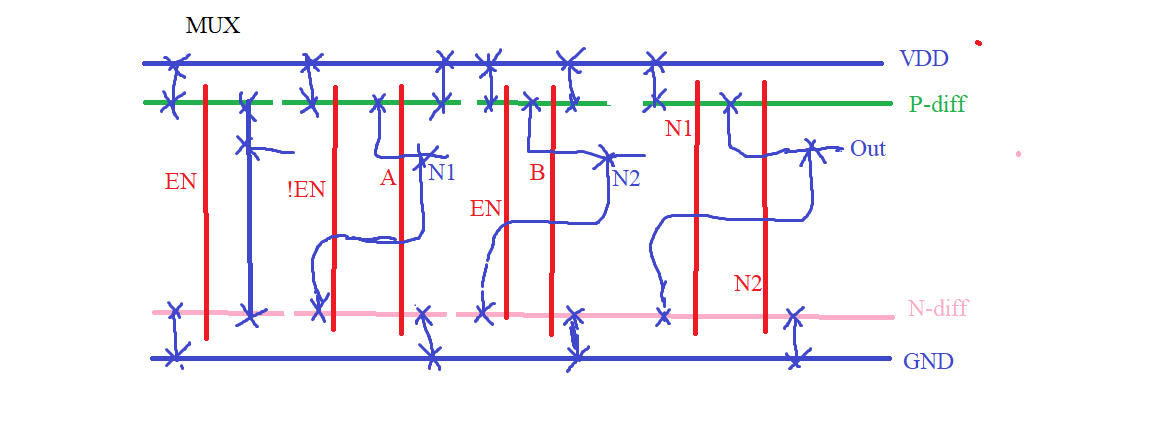 MUX
VDD
P-diff
N1
Out
EN
!EN
A
N1
B
N2
EN
N2
N-diff
GND